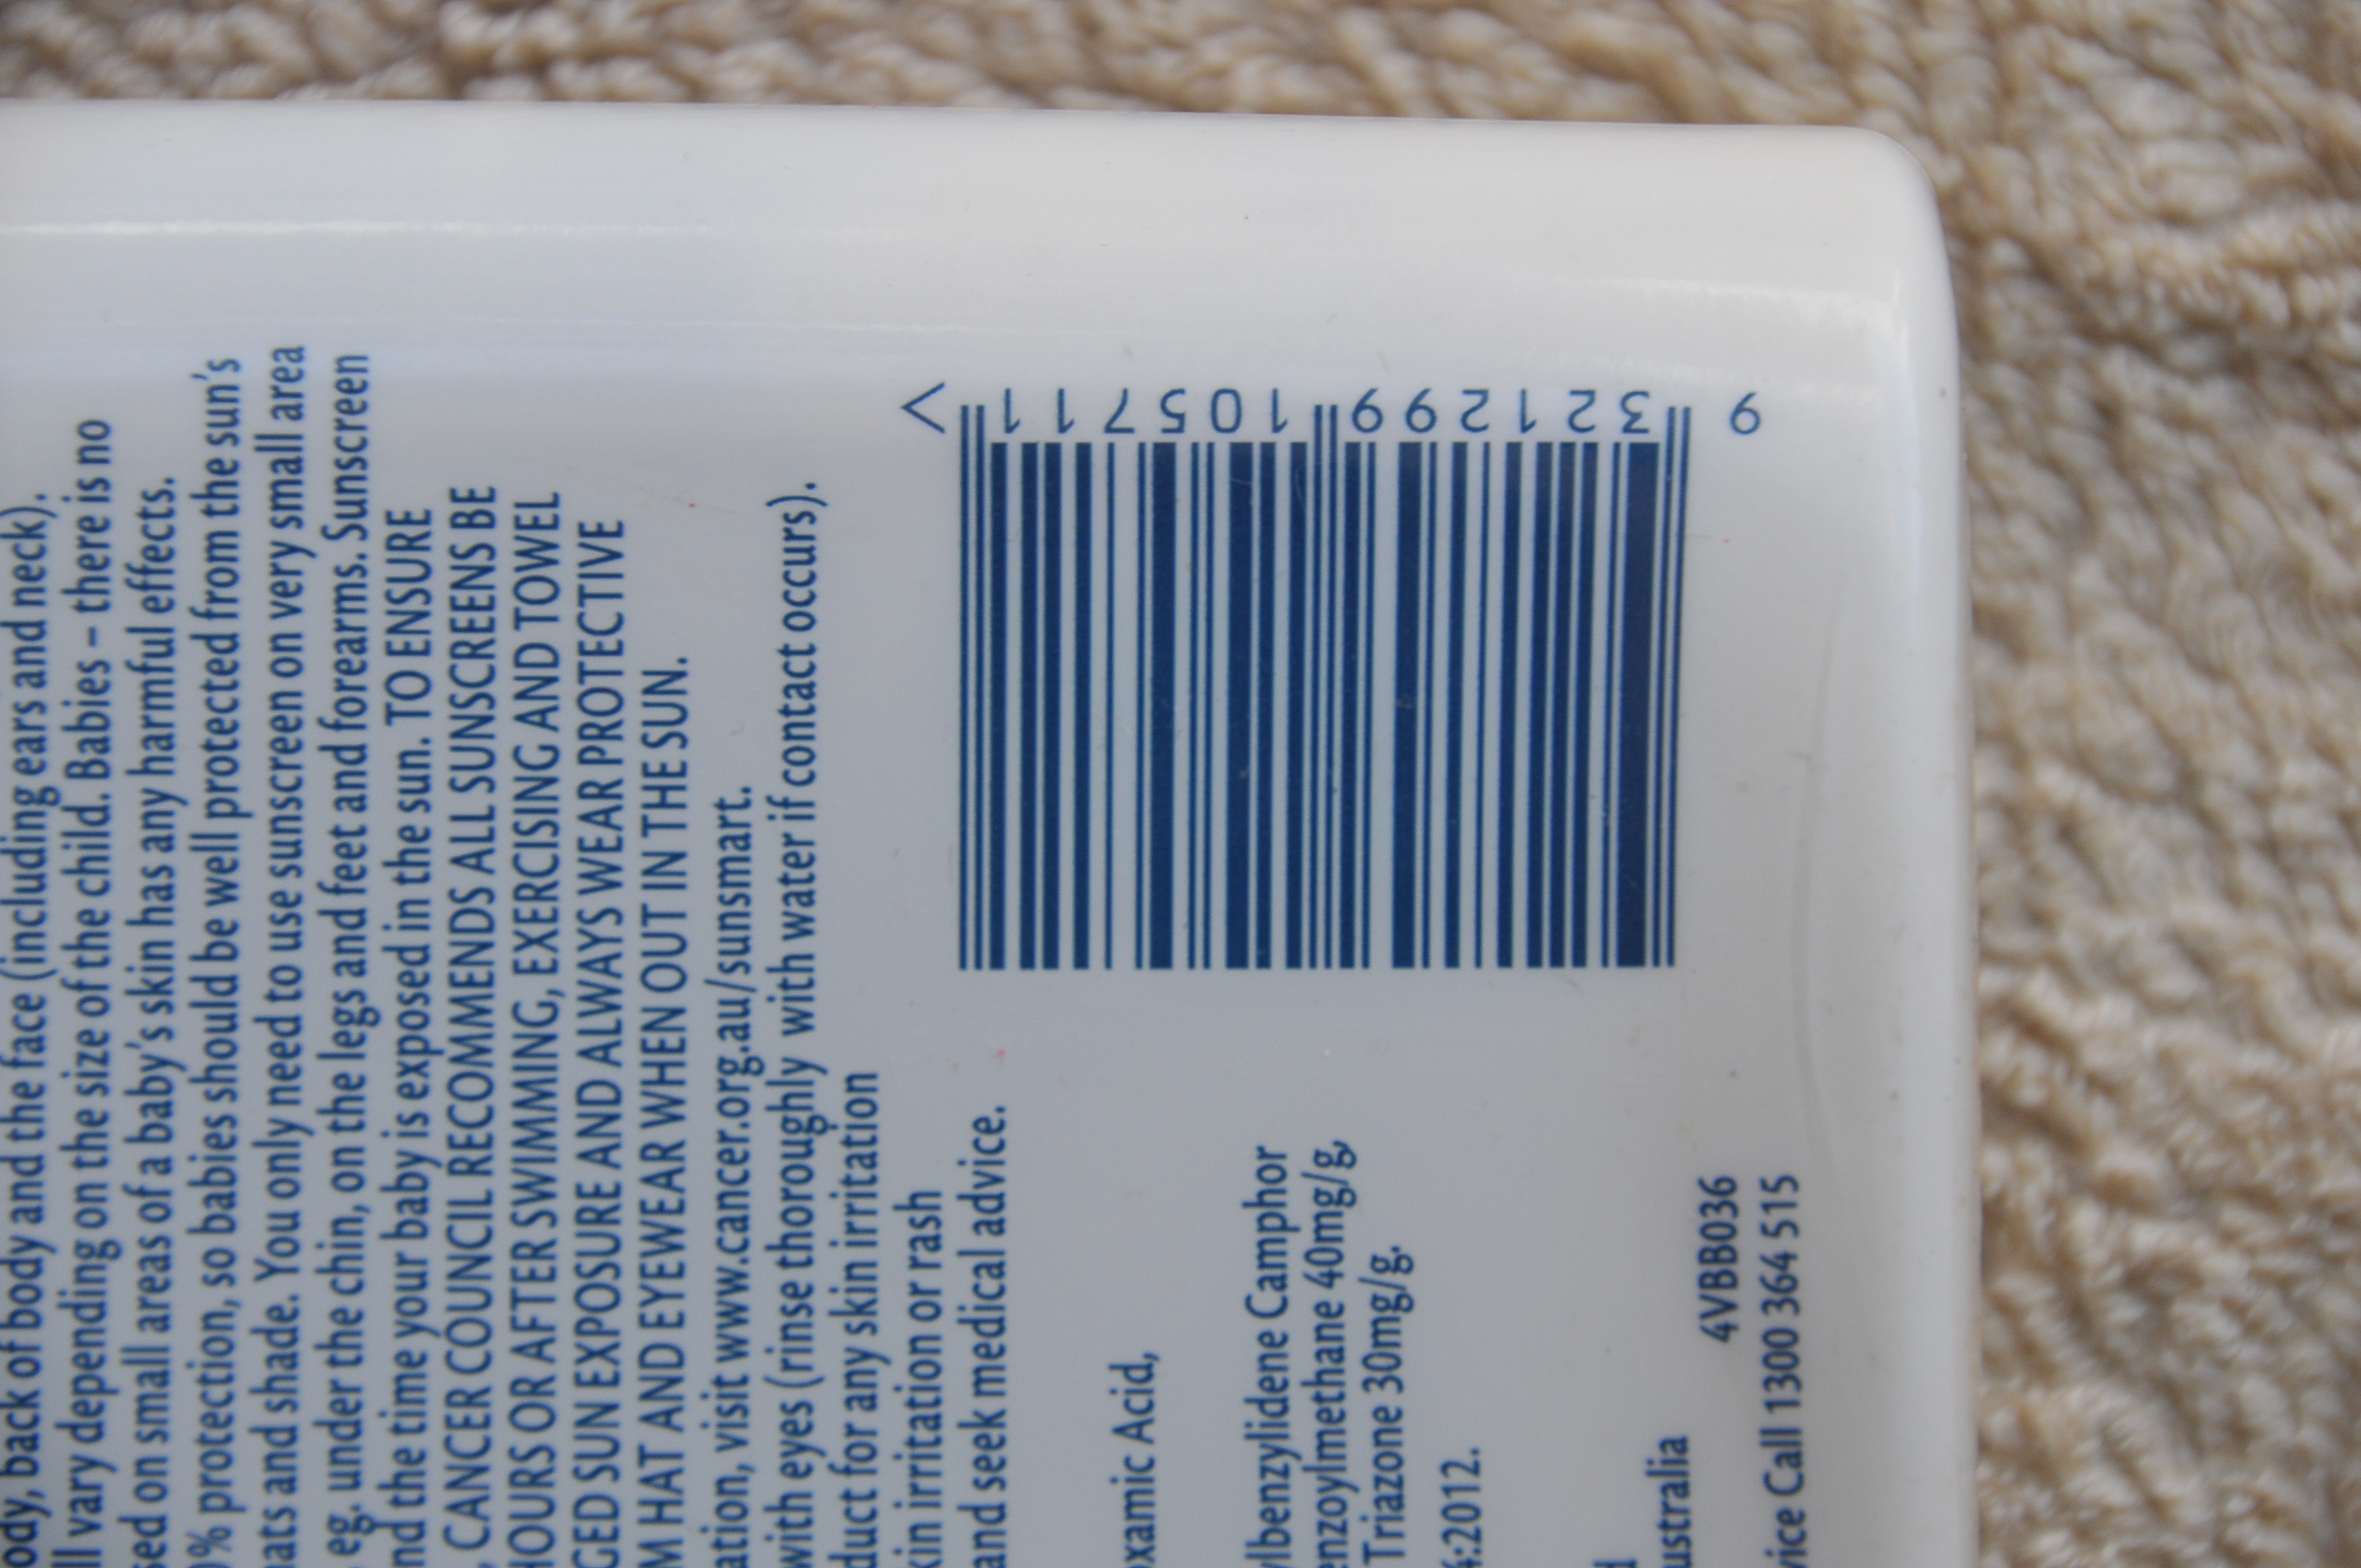 ody, back of body and the face (including ears and neck).
ll vary depending on the size of the child. Babies – there is no
sed on small areas of a baby's skin has any harmful effects.
0% protection, so babies should be well protected from the sun's
ats and shade. You only need to use sunscreen on very small area
eg. under the chin, on the legs and feet and forearms. Sunscreen
nd the time your baby is exposed in the sun. TO ENSURE
, CANCER COUNCIL RECOMMENDS ALL SUNSCREENS BE
HOURS OR AFTER SWIMMING, EXERCISING AND TOWEL
GED SUN EXPOSURE AND ALWAYS WEAR PROTECTIVE
M HAT AND EYEWEAR WHEN OUT IN THE SUN.
ation, visit www.cancer.org.au/sunsmart.
with eyes (rinse thoroughly with water if contact occurs).
duct for any skin irritation
kin irritation or rash
and seek medical advice.
oxamic Acid,
ylbenzylidene Camphor
enzoylmethane 40mg/g,
Triazone 30mg/g.
4:2012.
ustralia
4VBB036
vice Call 1300 364 515
9 321299 105711 >